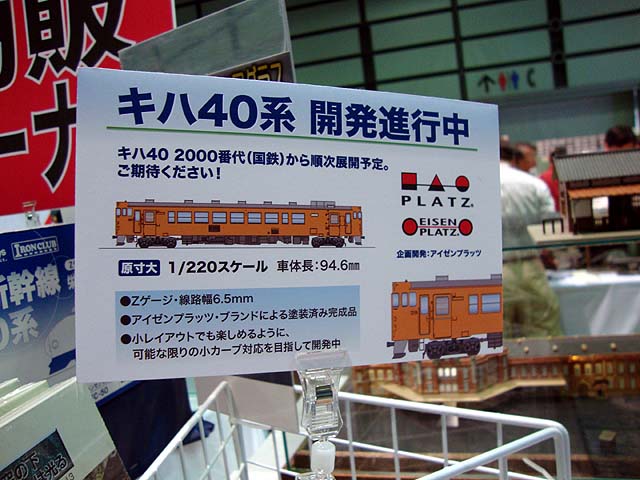 キハ40系 開発進行中
キハ40 2000番代(国鉄)から順次展開予定。
ご期待ください!
PLATZ
EISEN
PLATZ
企画開発:アイゼンプラッツ
原寸大 1/220スケール 車体長:94.6mm
●Zゲージ・線路幅6.5mm
●アイゼンプラッツ・ブランドによる塗装済み完成品
●小レイアウトでも楽しめるように、
可能な限りの小カーブ対応を目指して開発中
IRON CLUB
新幹線
0系
販
ーカ